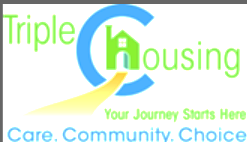 Triple C
housing
Your Journey Starts Here
Care. Community. Choice